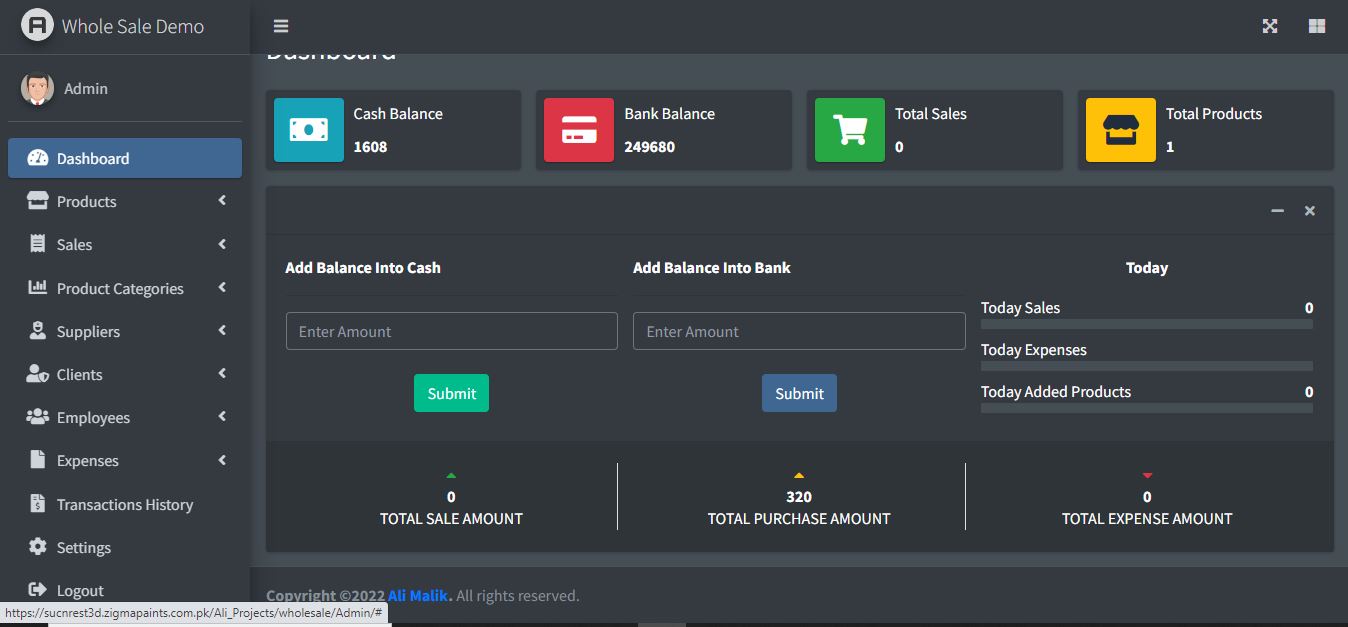 Whole Sale Demo
Admin
Dashboard
Products
Sales
Product Categories
Suppliers
Clients
Employees
Expenses
Transactions History
Settings
Logout
Dashboard
Cash Balance
1608
Bank Balance
249680
Total Sales
0
Total Products
1
Add Balance Into Cash
Enter Amount
Submit
Add Balance Into Bank
Enter Amount
Submit
Today
Today Sales 0
Today Expenses
Today Added Products 0
0
TOTAL SALE AMOUNT
320
TOTAL PURCHASE AMOUNT
0
TOTAL EXPENSE AMOUNT
Copyright ©2022 Ali Malik. All rights reserved.
https://sucnrest3d.zigmapaints.com.pk/Ali_Projects/wholesale/Admin/#